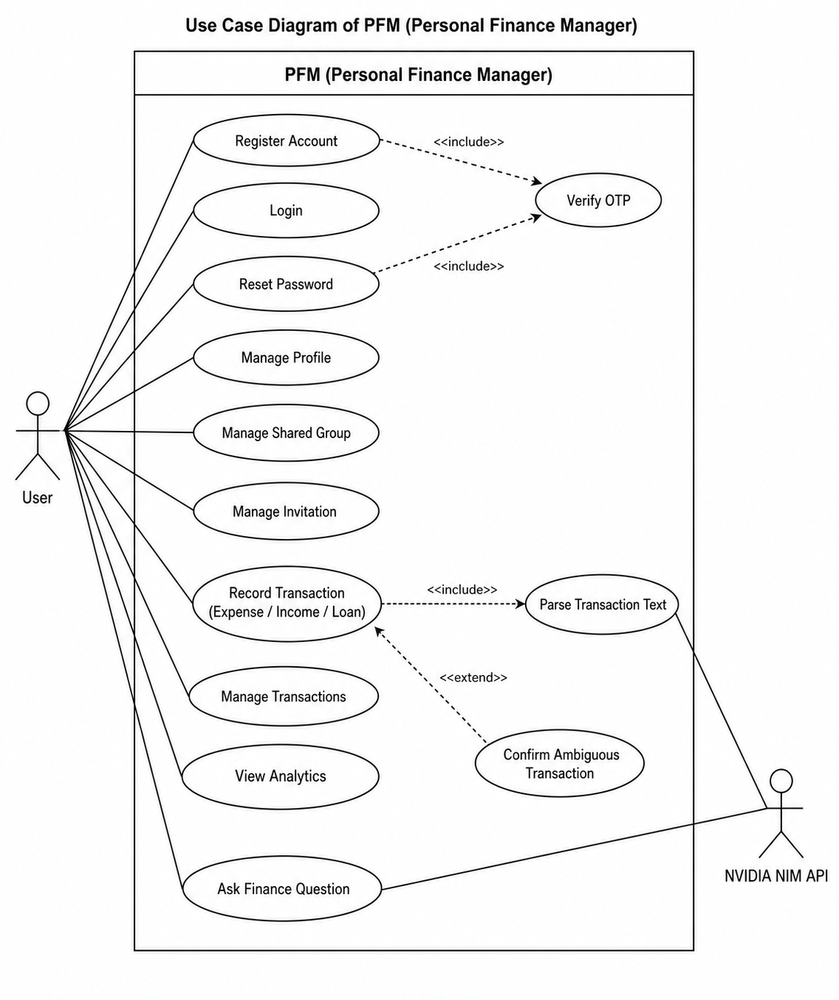 Use Case Diagram of PFM (Personal Finance Manager)
PFM (Personal Finance Manager)
Register Account
<<include>>
Verify OTP
Login
<<include>>
Reset Password
Manage Profile
Manage Shared Group
User
Manage Invitation
Record Transaction
(Expense / Income / Loan)
<<include>>
Parse Transaction Text
<<extend>>
Manage Transactions
Confirm Ambiguous
Transaction
View Analytics
NVIDIA NIM API
Ask Finance Question